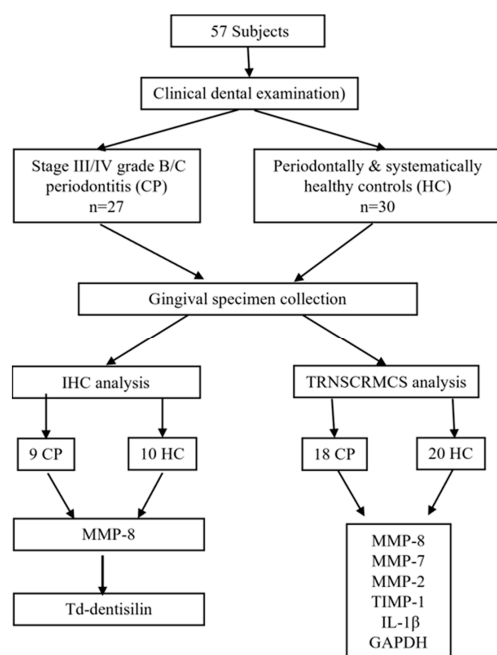 57 Subjects
Clinical dental examination)
Stage III/IV grade B/C
periodontitis (CP)
n=27
Periodontally & systematically
healthy controls (HC)
n=30
Gingival specimen collection
IHC analysis
TRNSCRMCS analysis
9 CP
10 HC
18 CP
20 HC
MMP-8
Td-dentisilin
MMP-8
MMP-7
MMP-2
TIMP-1
IL-1β
GAPDH